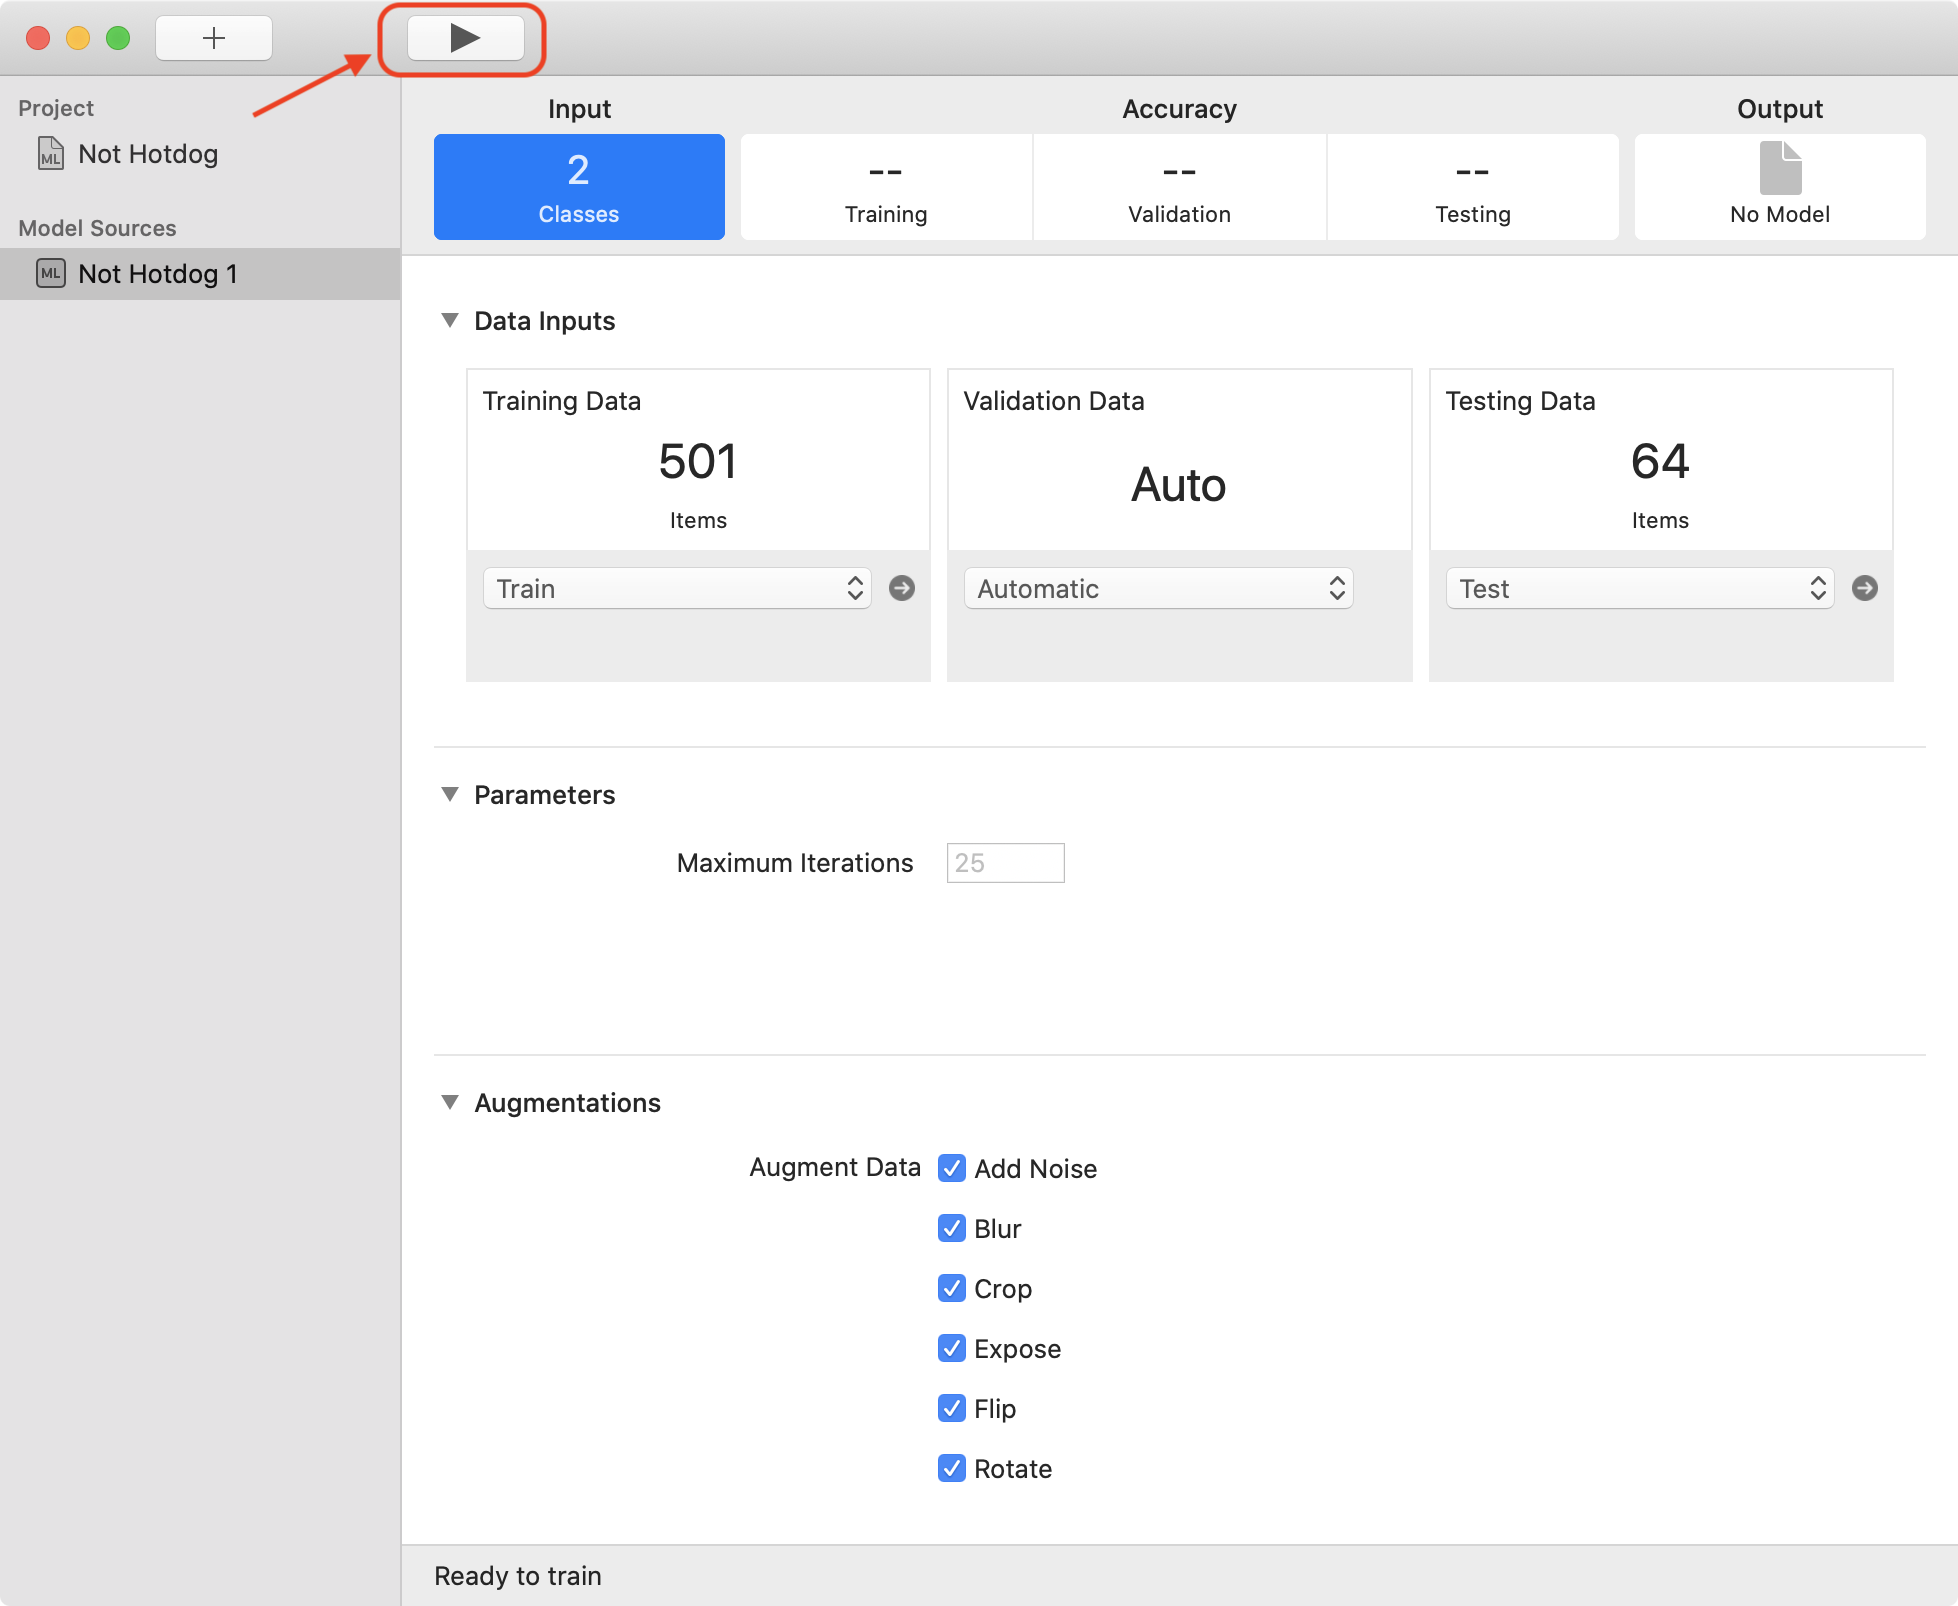 Project
ML Not Hotdog
Model Sources
ML Not Hotdog 1
Input
Accuracy
Output
2
Classes
--
Training
--
Validation
--
Testing
No Model
Data Inputs
Training Data
501
Items
Train
Validation Data
Auto
Automatic
Testing Data
64
Items
Test
Parameters
Maximum Iterations 25
Augmentations
Augment Data Add Noise
Blur
Crop
Expose
Flip
Rotate
Ready to train